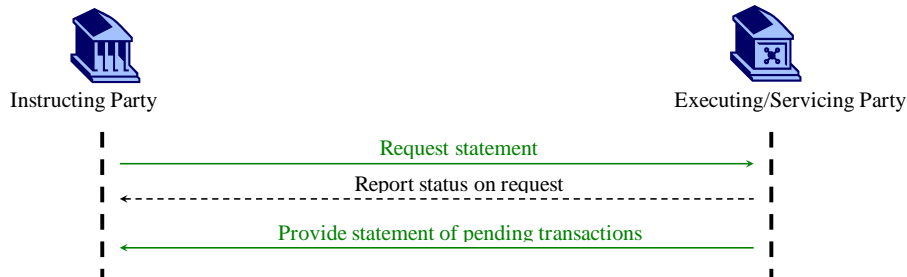 Instructing Party
Executing/Servicing Party
Request statement
Report status on request
Provide statement of pending transactions